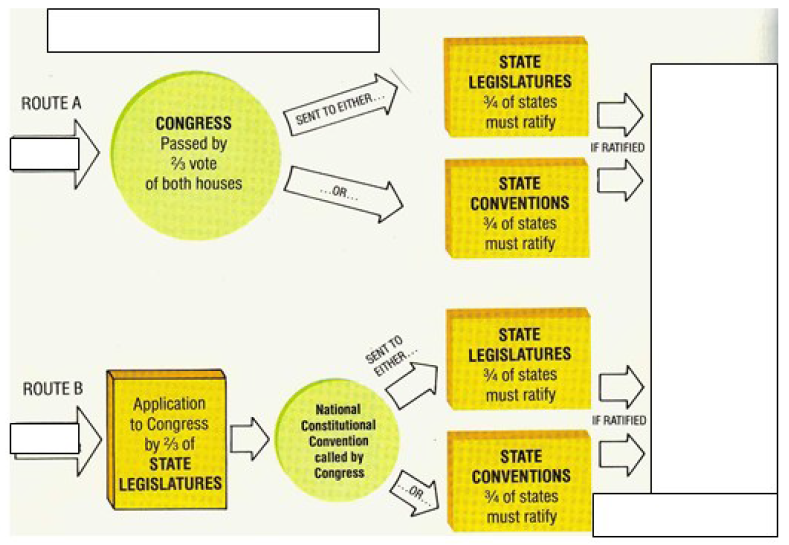 ROUTE A
CONGRESS
Passed by
⅔ vote
of both houses
SENT TO EITHER...
...OR...
STATE
LEGISLATURES
¾ of states
must ratify
STATE
CONVENTIONS
¾ of states
must ratify
IF RATIFIED
ROUTE B
Application
to Congress
by ⅔ of
STATE
LEGISLATURES
National
Constitutional
Convention
called by
Congress
SENT TO
EITHER...
...OR...
STATE
LEGISLATURES
¾ of states
must ratify
STATE
CONVENTIONS
¾ of states
must ratify
IF RATIFIED